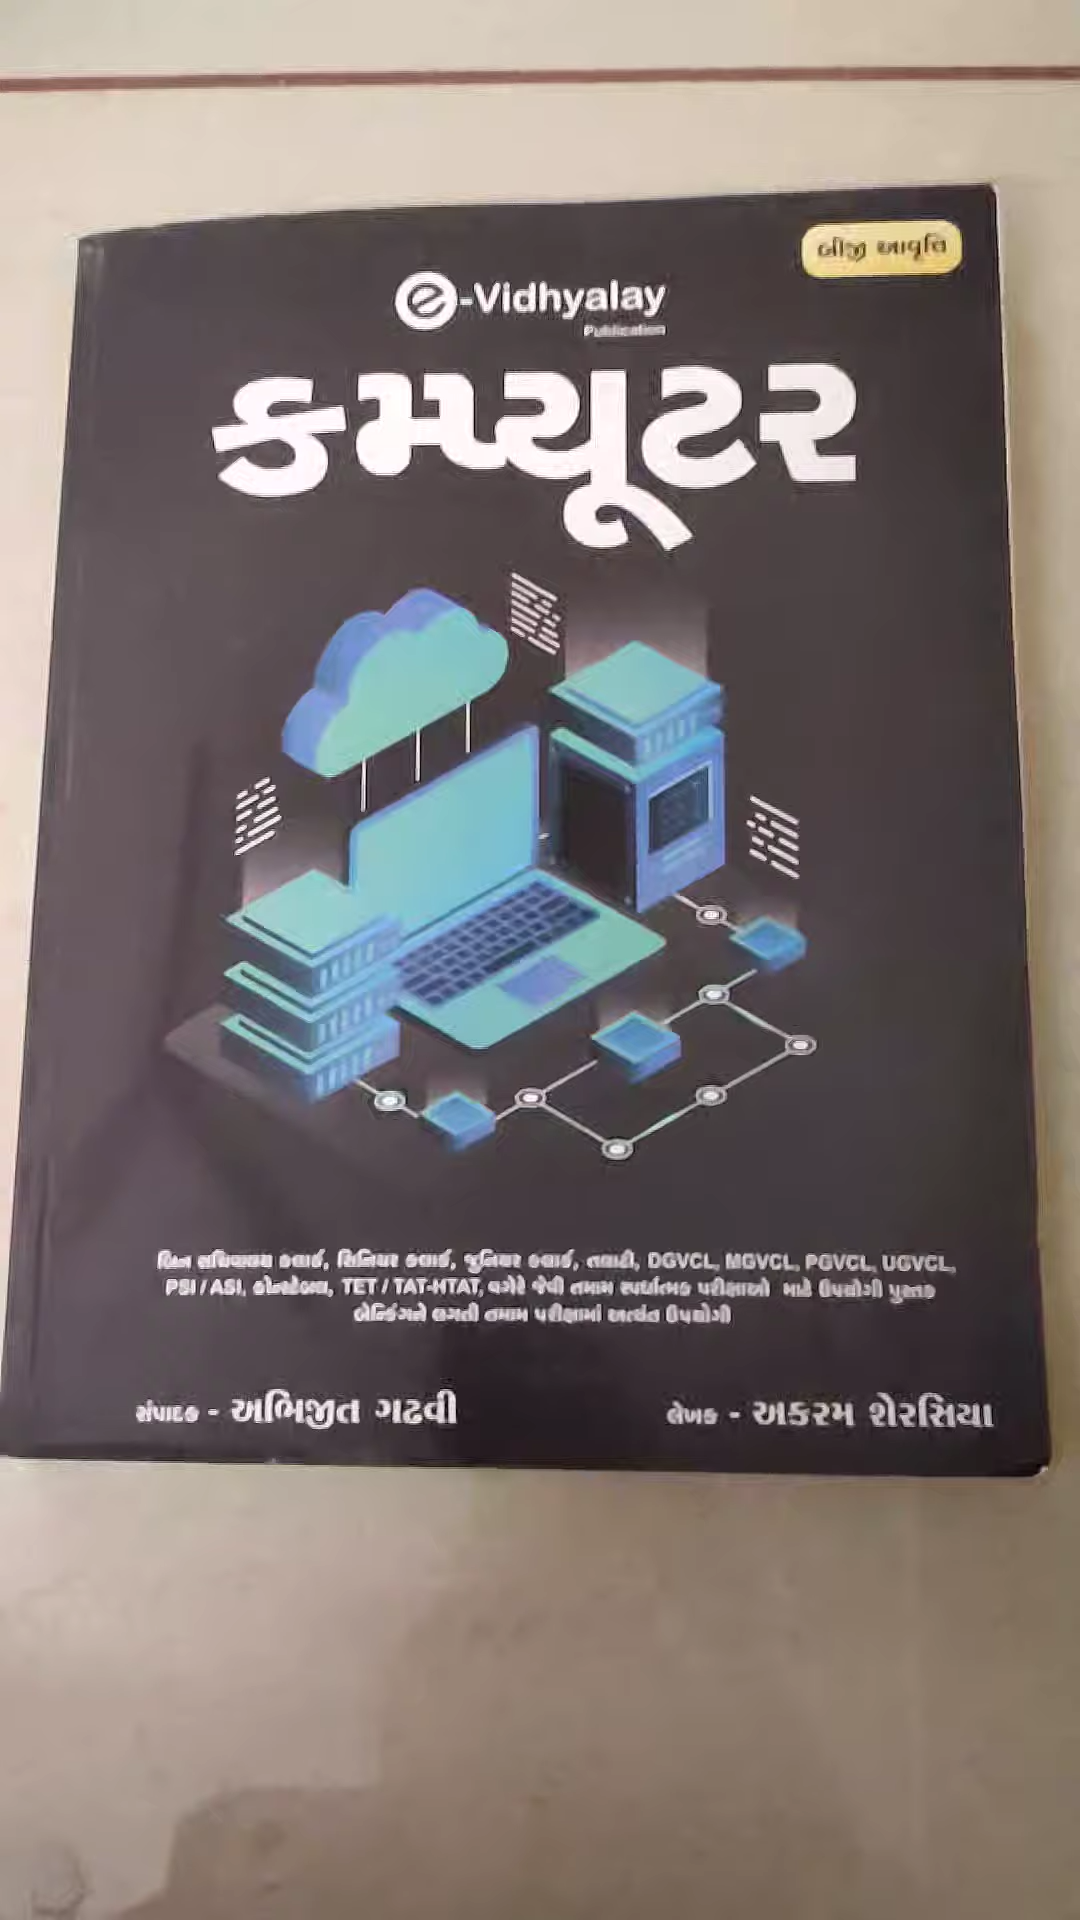 બીજી આવૃત્તિ
e-Vidhyalay
Publication
કમ્પ્યૂટર
બિન સચિવાલય ક્લાર્ક, સિનિયર ક્લાર્ક, જુનિયર ક્લાર્ક, તલાટી, DGVCL, MGVCL, PGVCL, UGVCL,
PSI / ASI, કોન્સ્ટેબલ, TET / TAT-HTAT, વગેરે જેવી તમામ સ્પર્ધાત્મક પરીક્ષાઓ માટે ઉપયોગી પુસ્તક
બેન્કિંગને લગતી તમામ પરીક્ષામાં અત્યંત ઉપયોગી
સંપાદક - અભિજીત ગઢવી
લેખક - અકરમ શેરસિયા